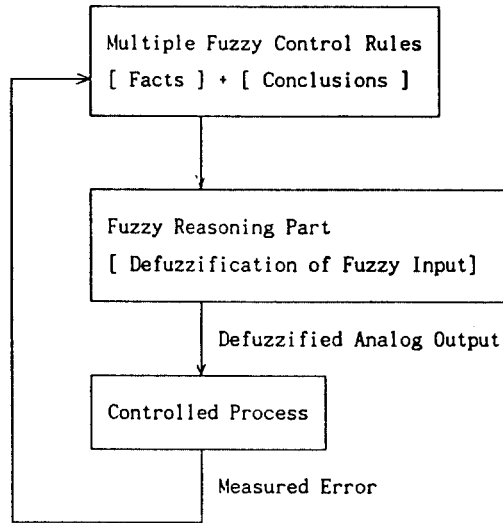 Multiple Fuzzy Control Rules
[ Facts ] + [ Conclusions ]
Fuzzy Reasoning Part
[ Defuzzification of Fuzzy Input]
Defuzzified Analog Output
Controlled Process
Measured Error